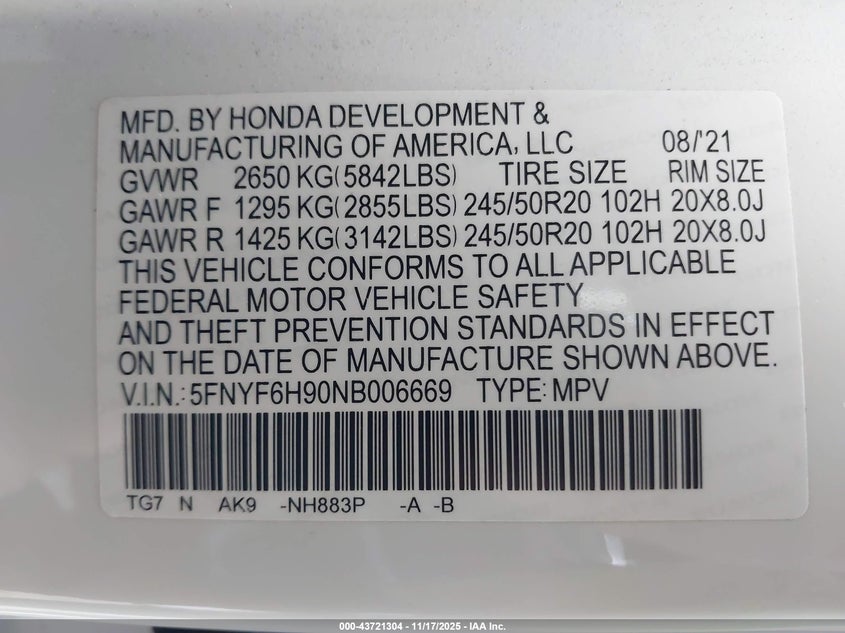 MFD. BY HONDA DEVELOPMENT &
MANUFACTURING OF AMERICA, LLC 08/'21
GVWR 2650 KG(5842LBS) TIRE SIZE RIM SIZE
GAWR F 1295 KG(2855LBS) 245/50R20 102H 20X8.0J
GAWR R 1425 KG(3142LBS) 245/50R20 102H 20X8.0J
THIS VEHICLE CONFORMS TO ALL APPLICABLE
FEDERAL MOTOR VEHICLE SAFETY
AND THEFT PREVENTION STANDARDS IN EFFECT
ON THE DATE OF MANUFACTURE SHOWN ABOVE.
V.I.N.: 5FNYF6H90NB006669 TYPE: MPV
TG7 N AK9 -NH883P -A -B
000-43721304 - 11/17/2025 - IAA Inc.